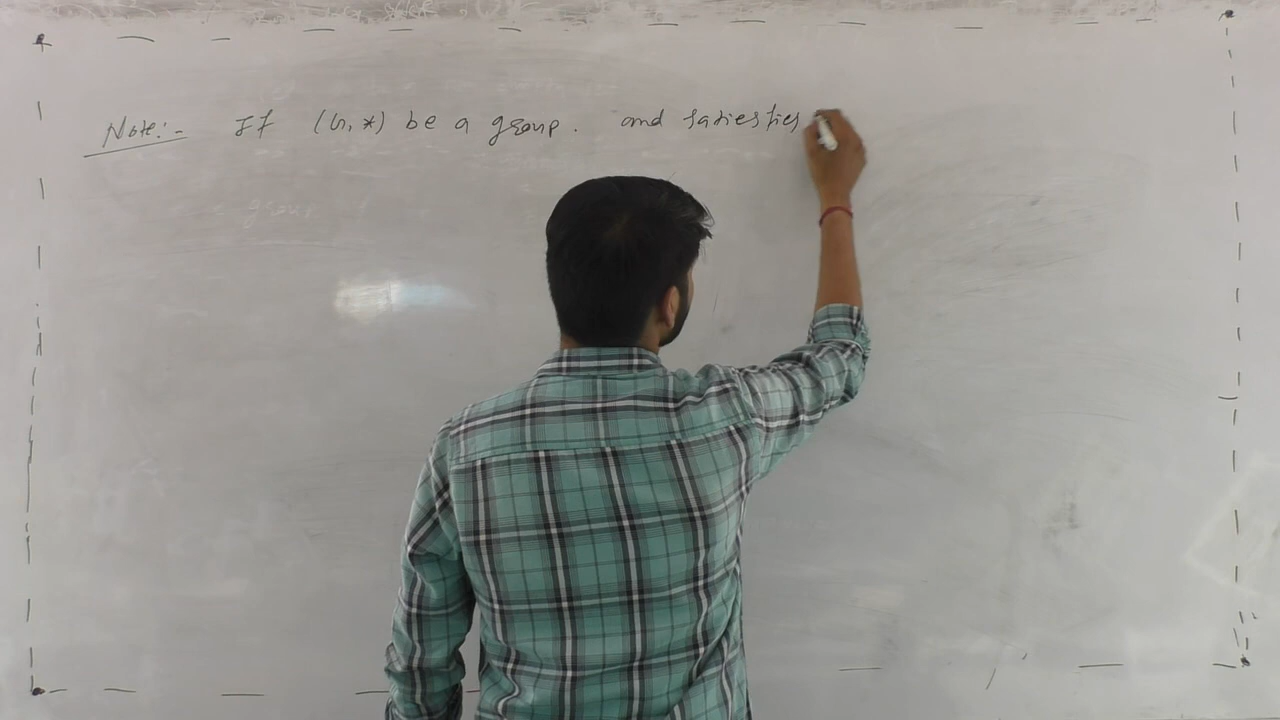 Note:- If (G, *) be a group. and satiesfies